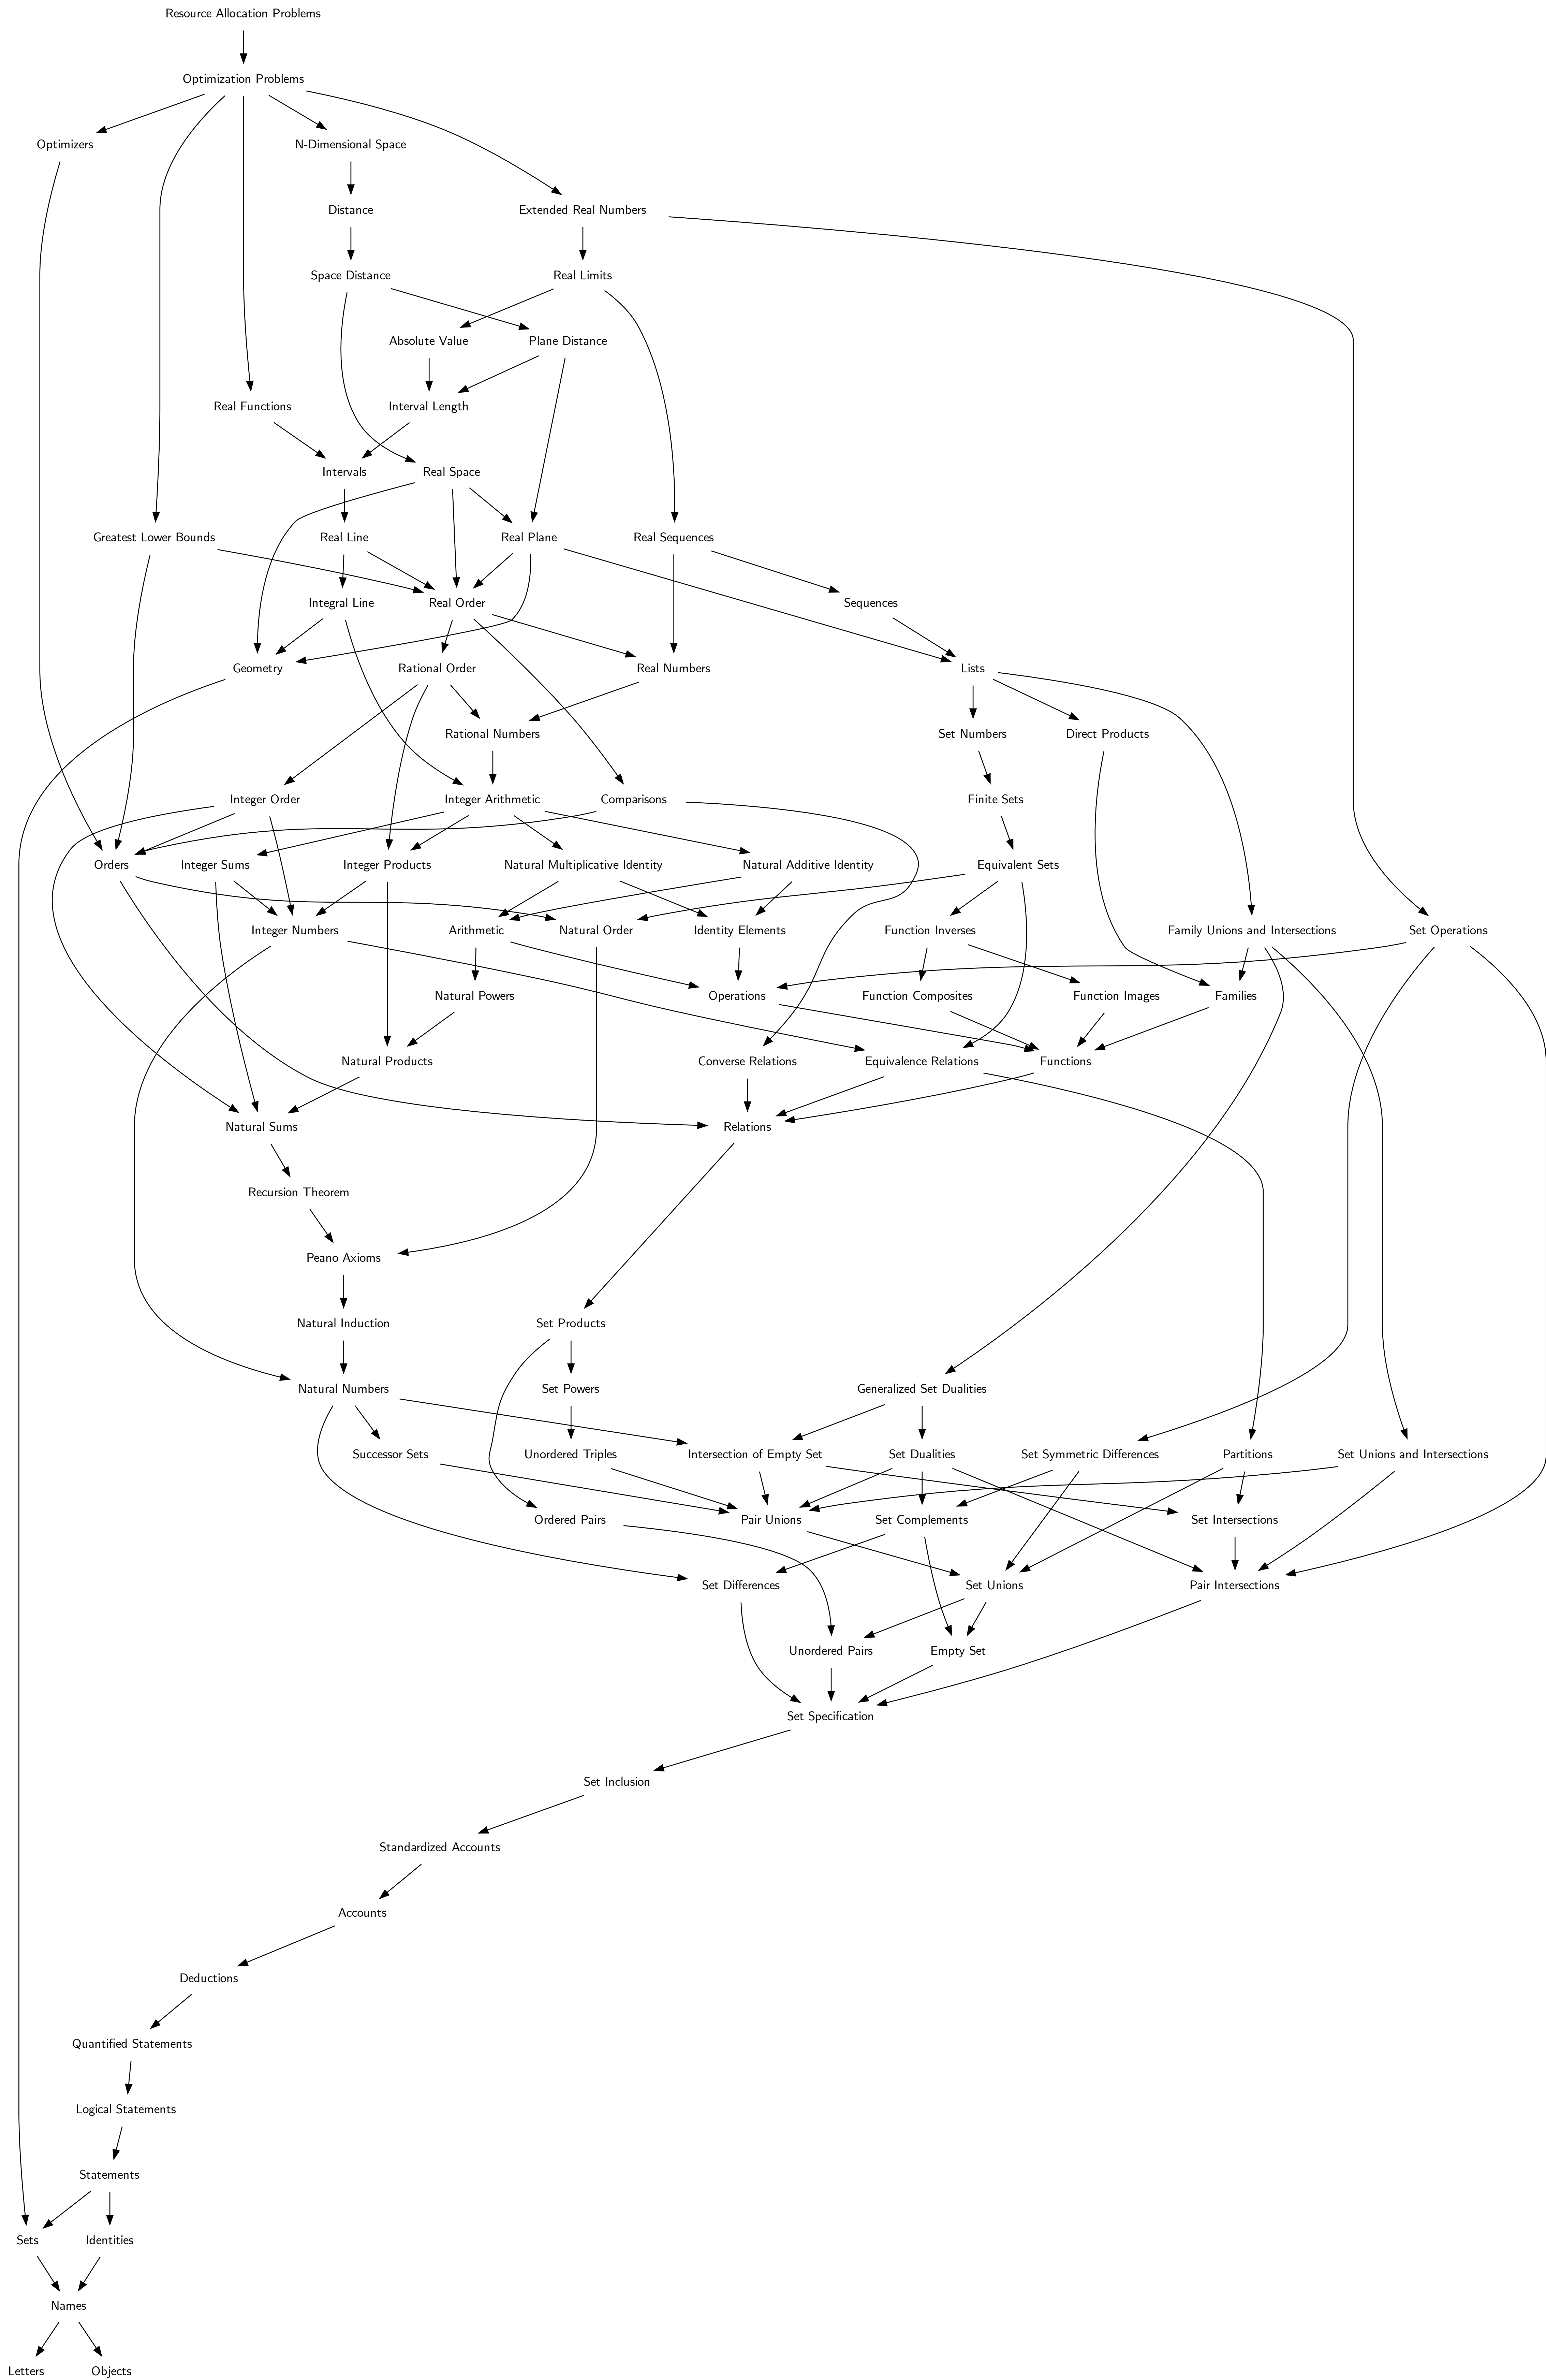 Resource Allocation Problems
Optimization Problems
Optimizers
N-Dimensional Space
Distance
Extended Real Numbers
Space Distance
Real Limits
Absolute Value
Plane Distance
Real Functions
Interval Length
Intervals
Real Space
Greatest Lower Bounds
Real Line
Real Plane
Real Sequences
Integral Line
Real Order
Sequences
Geometry
Rational Order
Real Numbers
Lists
Rational Numbers
Set Numbers
Direct Products
Integer Order
Integer Arithmetic
Comparisons
Finite Sets
Orders
Integer Sums
Integer Products
Natural Multiplicative Identity
Natural Additive Identity
Equivalent Sets
Integer Numbers
Arithmetic
Natural Order
Identity Elements
Function Inverses
Family Unions and Intersections
Set Operations
Natural Powers
Operations
Function Composites
Function Images
Families
Natural Products
Converse Relations
Equivalence Relations
Functions
Natural Sums
Relations
Recursion Theorem
Peano Axioms
Natural Induction
Set Products
Natural Numbers
Set Powers
Generalized Set Dualities
Successor Sets
Unordered Triples
Intersection of Empty Set
Set Dualities
Set Symmetric Differences
Partitions
Set Unions and Intersections
Ordered Pairs
Pair Unions
Set Complements
Set Intersections
Set Differences
Set Unions
Pair Intersections
Unordered Pairs
Empty Set
Set Specification
Set Inclusion
Standardized Accounts
Accounts
Deductions
Quantified Statements
Logical Statements
Statements
Sets
Identities
Names
Letters
Objects